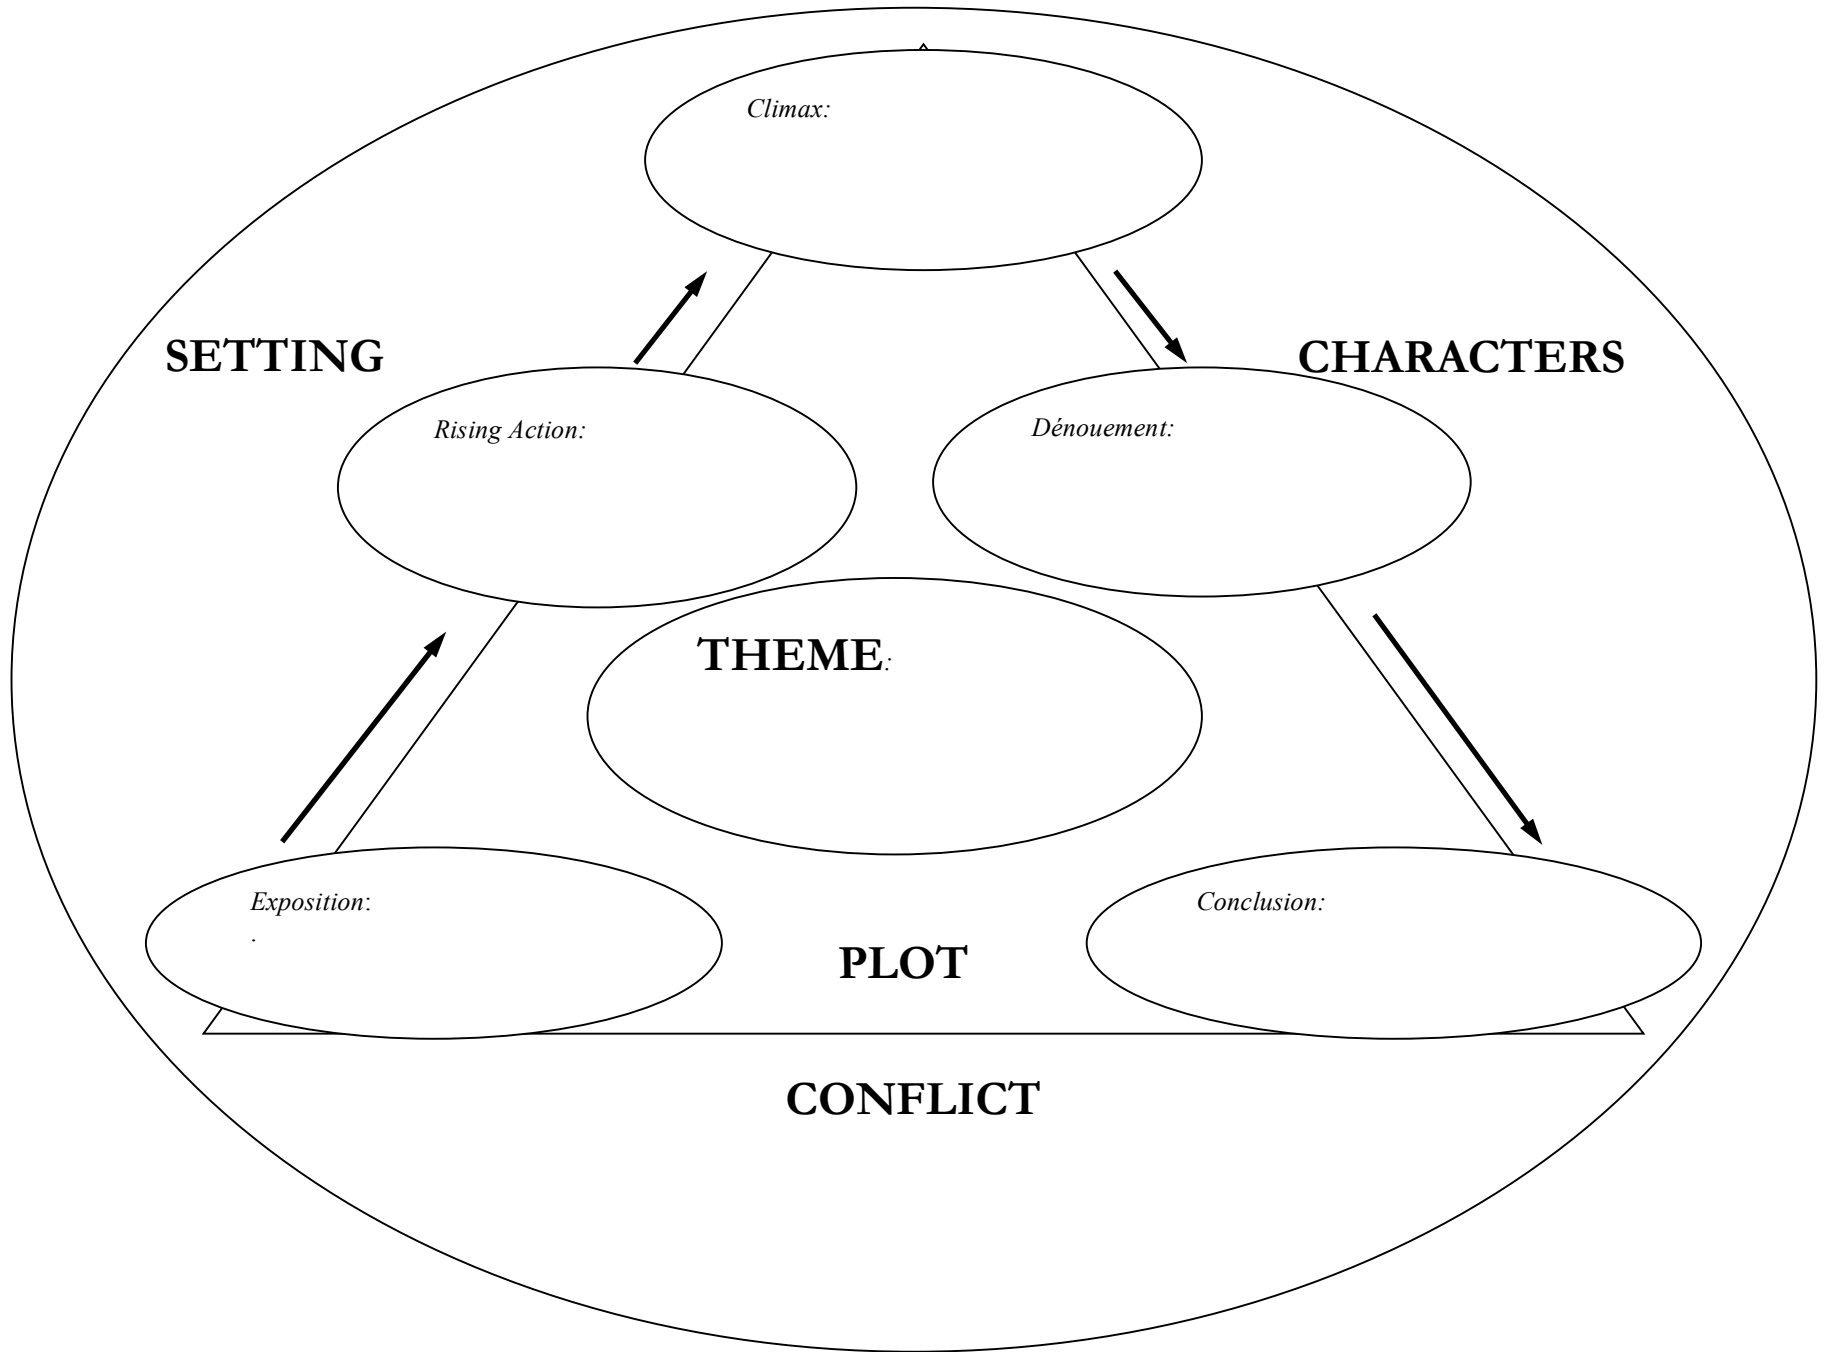 Climax:
SETTING
CHARACTERS
Rising Action:
Dénouement:
THEME:
Exposition:
.
Conclusion:
PLOT
CONFLICT